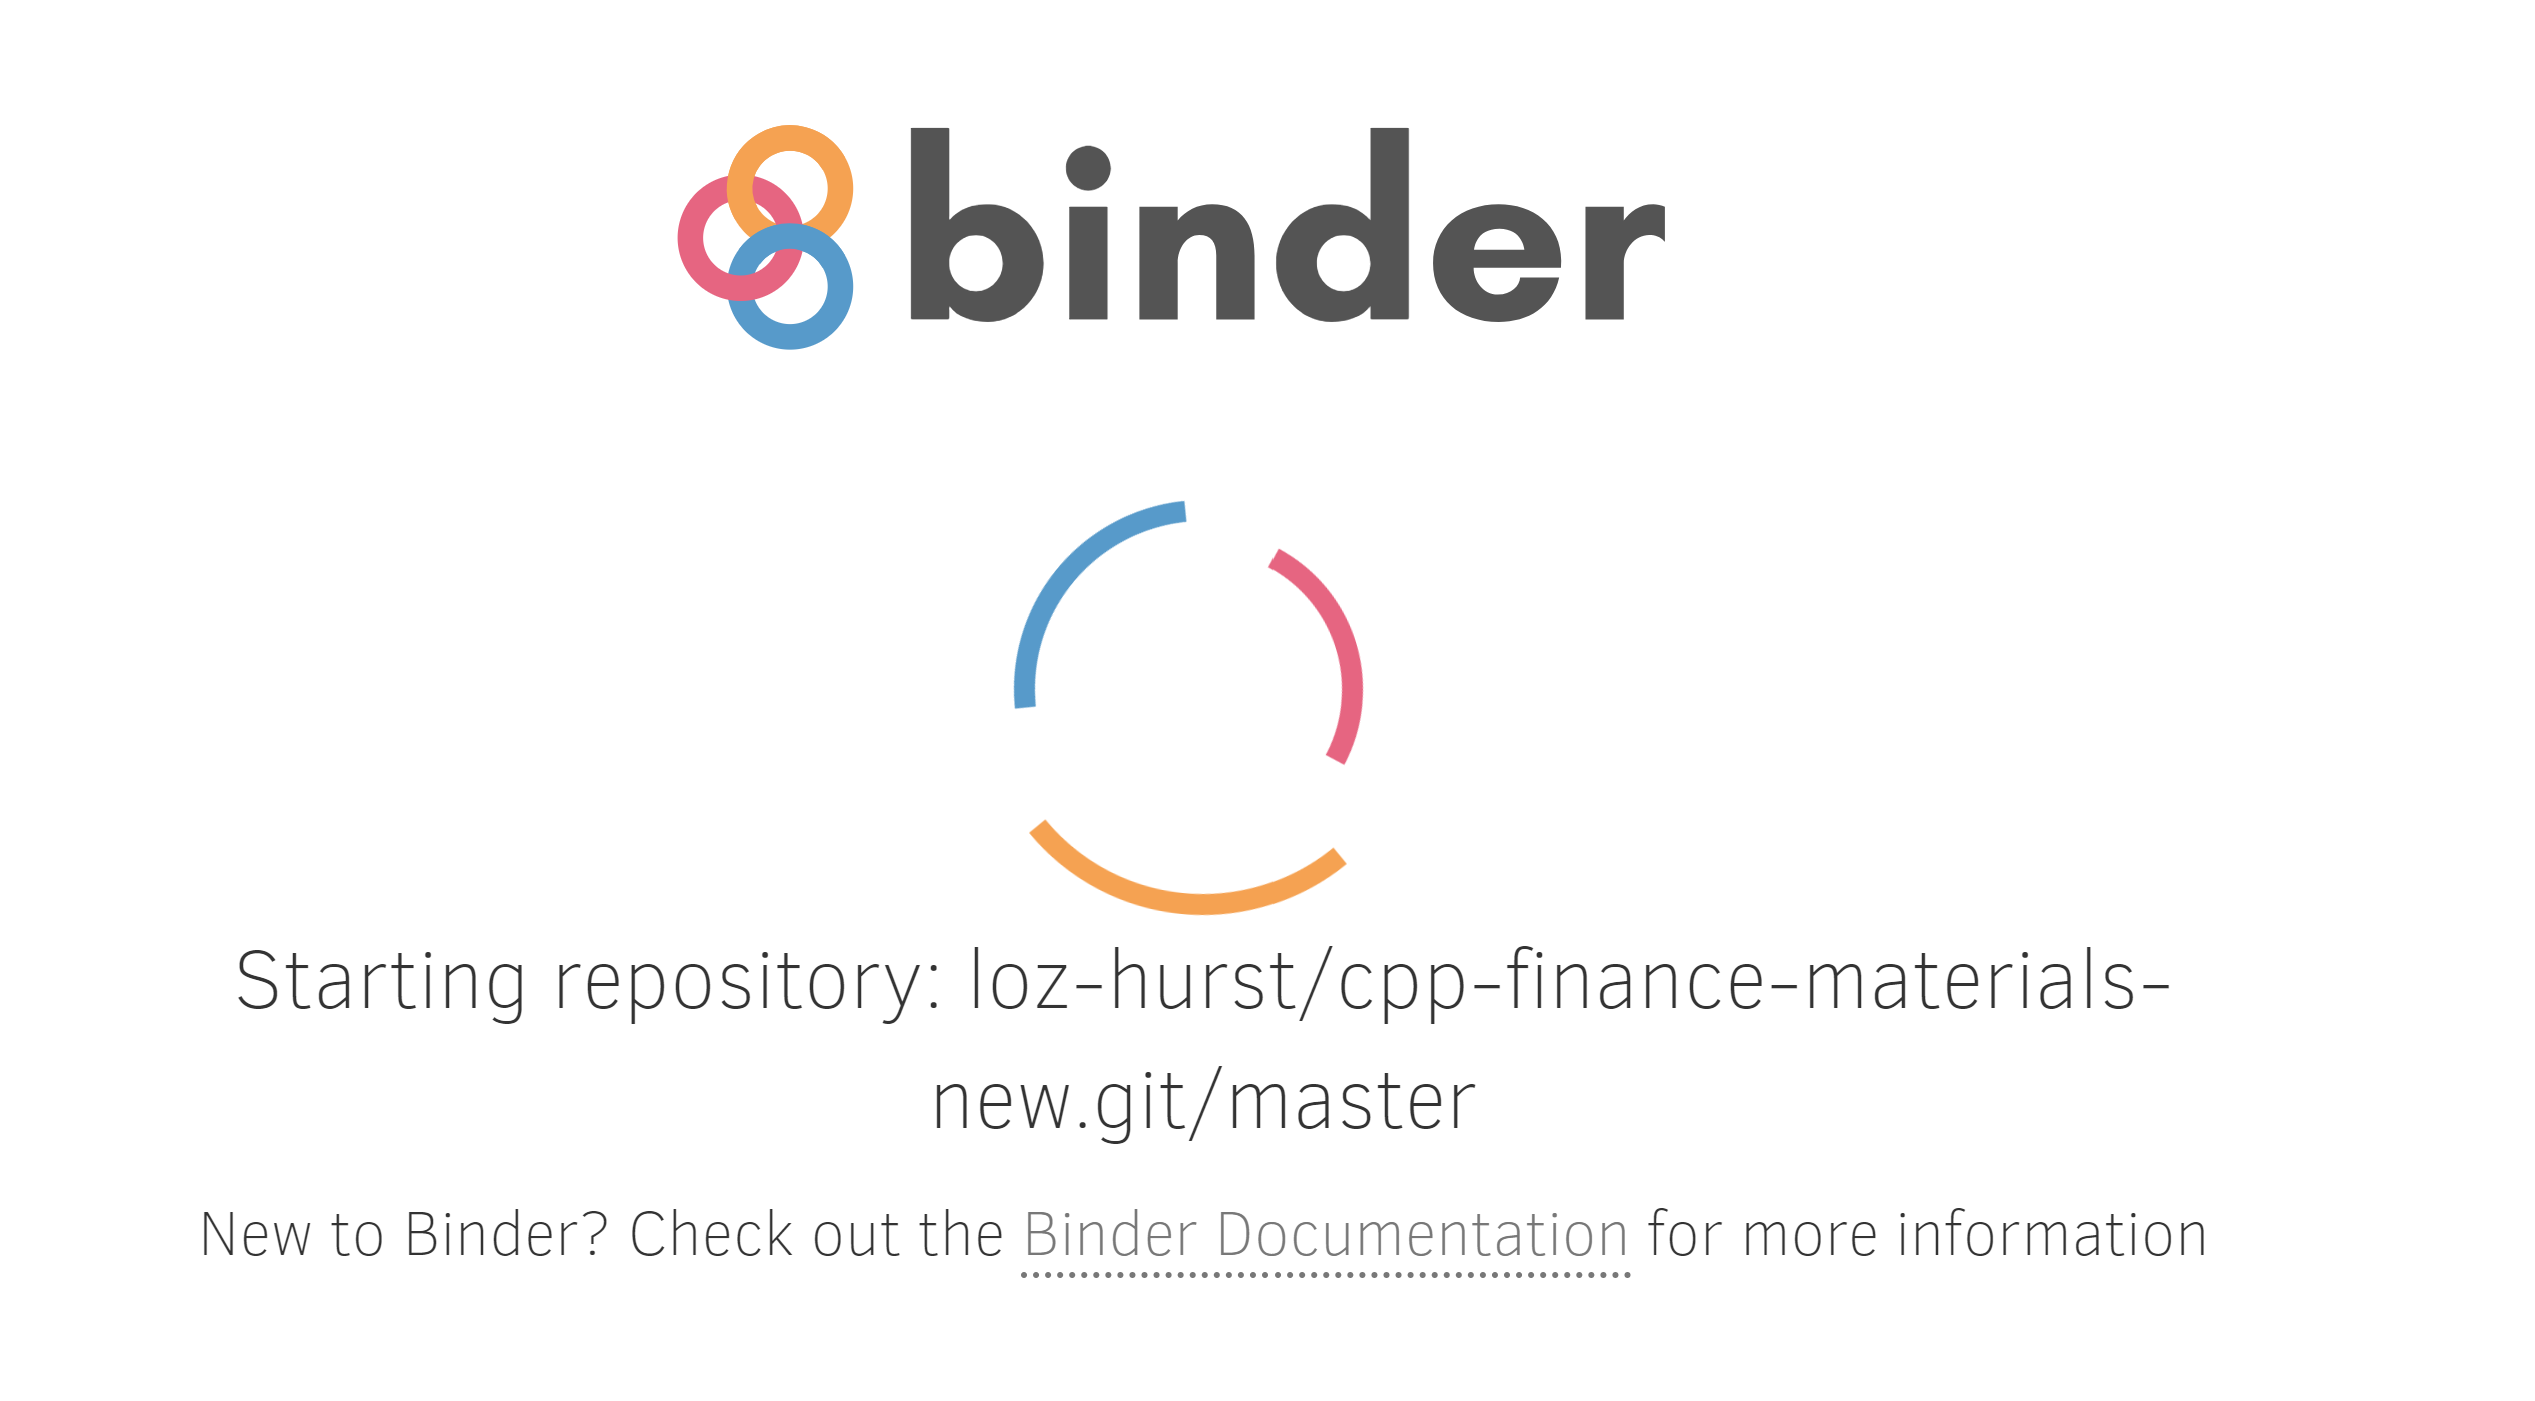 binder
Starting repository: loz-hurst/cpp-finance-materials-
new.git/master
New to Binder? Check out the Binder Documentation for more information